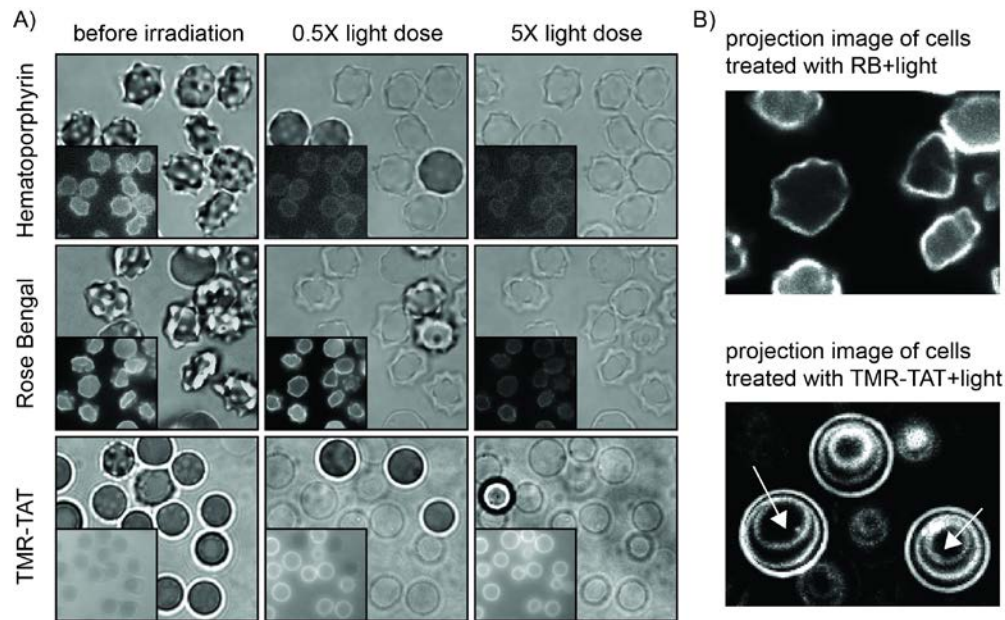 A)
before irradiation
0.5X light dose
5X light dose
Hematoporphyrin
Rose Bengal
TMR-TAT
B)
projection image of cells
treated with RB+light
projection image of cells
treated with TMR-TAT+light